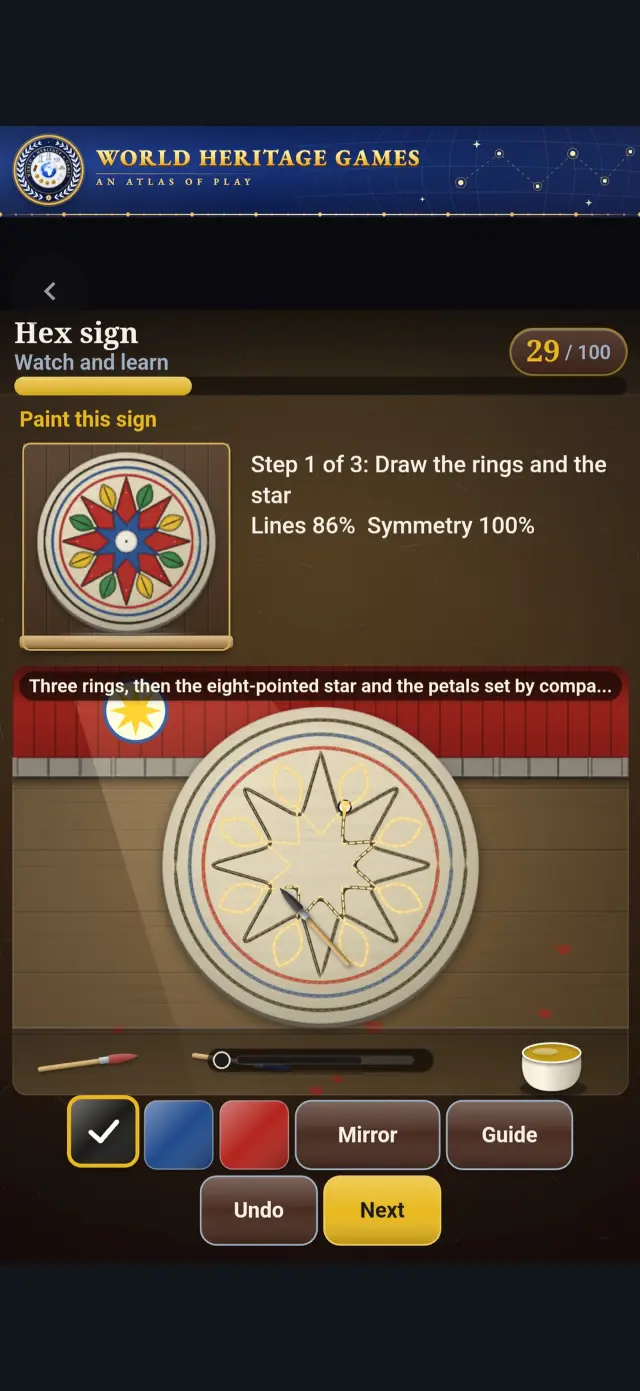 WORLD HERITAGE GAMES
AN ATLAS OF PLAY
Hex sign
Watch and learn
29 / 100
Paint this sign
Step 1 of 3: Draw the rings and the
star
Lines 86%  Symmetry 100%
Three rings, then the eight-pointed star and the petals set by compa...
Mirror
Guide
Undo
Next